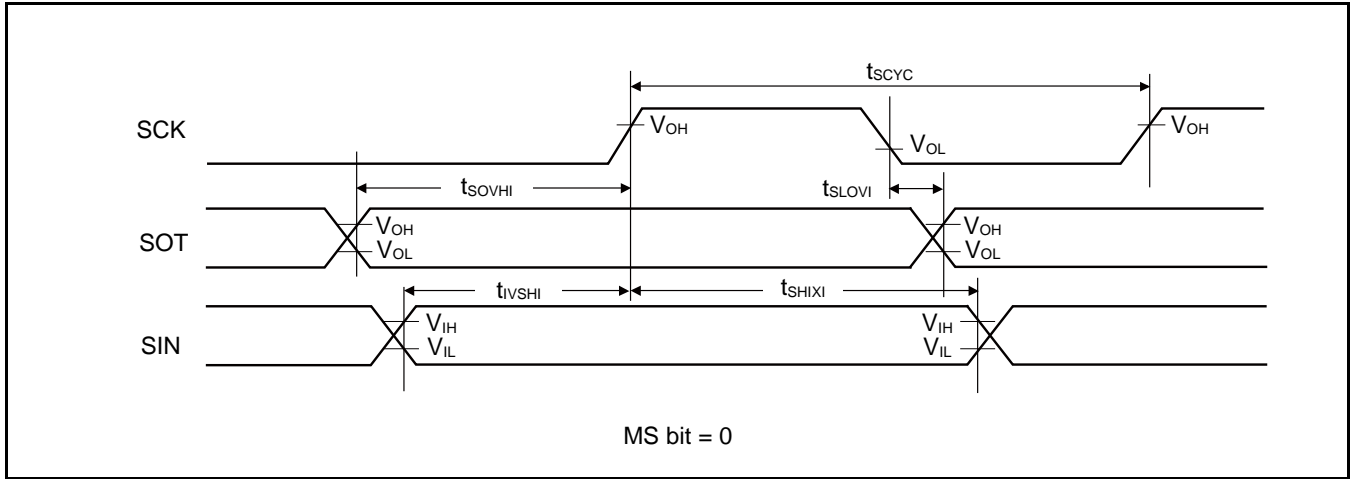 tSCYC
SCK
VOH
VOL
VOH
tSOVHI
tSLOVI
SOT
VOH
VOL
VOH
VOL
tIVSHI
tSHIXI
SIN
VIH
VIL
VIH
VIL
MS bit = 0